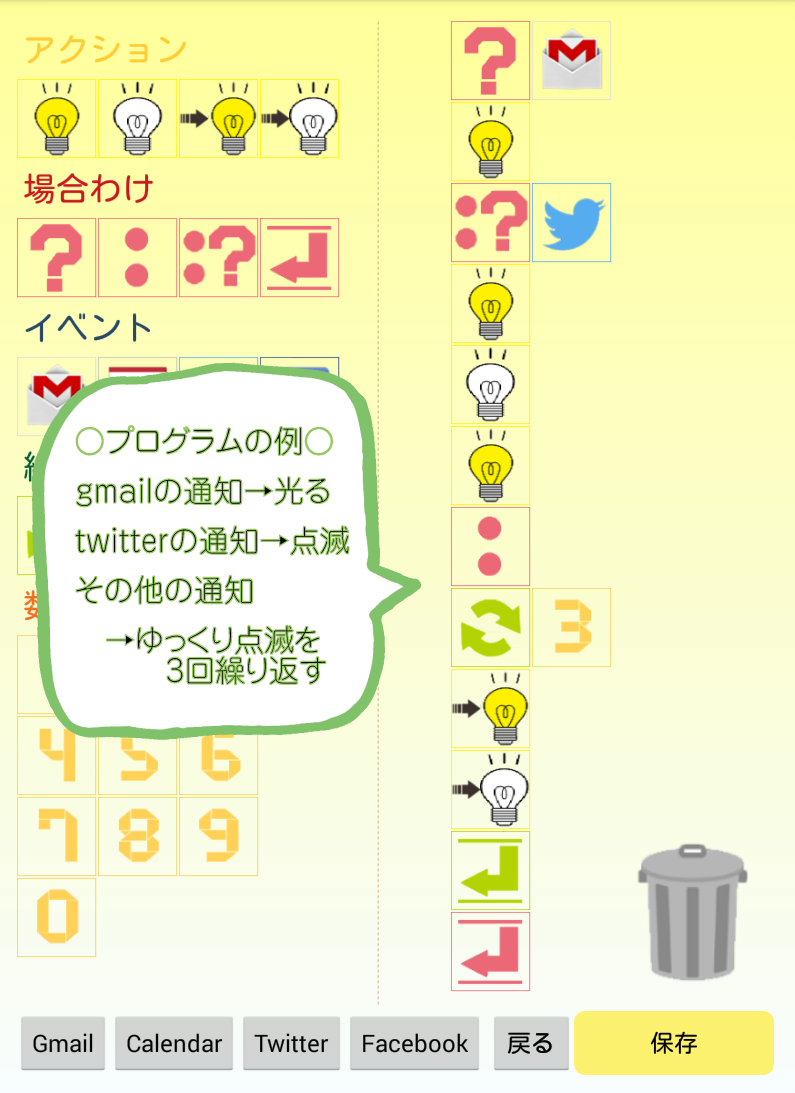 アクション
場合わけ
イベント
○プログラムの例○
gmailの通知→光る
twitterの通知→点滅
その他の通知
→ゆっくり点滅を
3回繰り返す
数
3
4 5 6
7 8 9
0
Gmail Calendar Twitter Facebook 戻る 保存